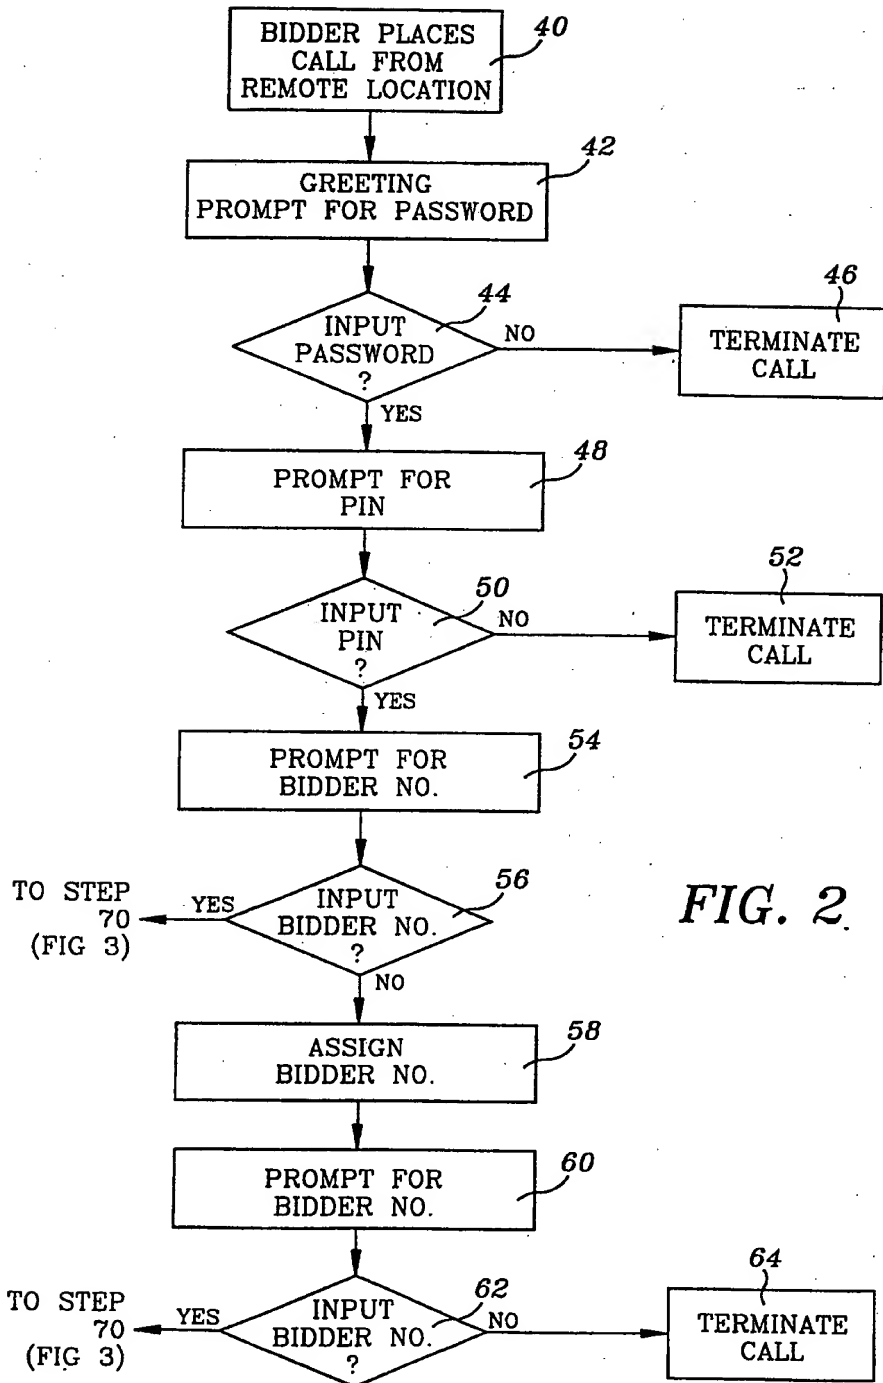 BIDDER PLACES
CALL FROM
REMOTE LOCATION
40
GREETING
PROMPT FOR PASSWORD
42
INPUT
PASSWORD
?
44
NO
TERMINATE
CALL
46
YES
PROMPT FOR
PIN
48
INPUT
PIN
?
50
NO
TERMINATE
CALL
52
YES
PROMPT FOR
BIDDER NO.
54
INPUT
BIDDER NO.
?
56
YES
TO STEP
70
(FIG 3)
FIG. 2
NO
ASSIGN
BIDDER NO.
58
PROMPT FOR
BIDDER NO.
60
INPUT
BIDDER NO.
?
62
YES
TO STEP
70
(FIG 3)
NO
TERMINATE
CALL
64